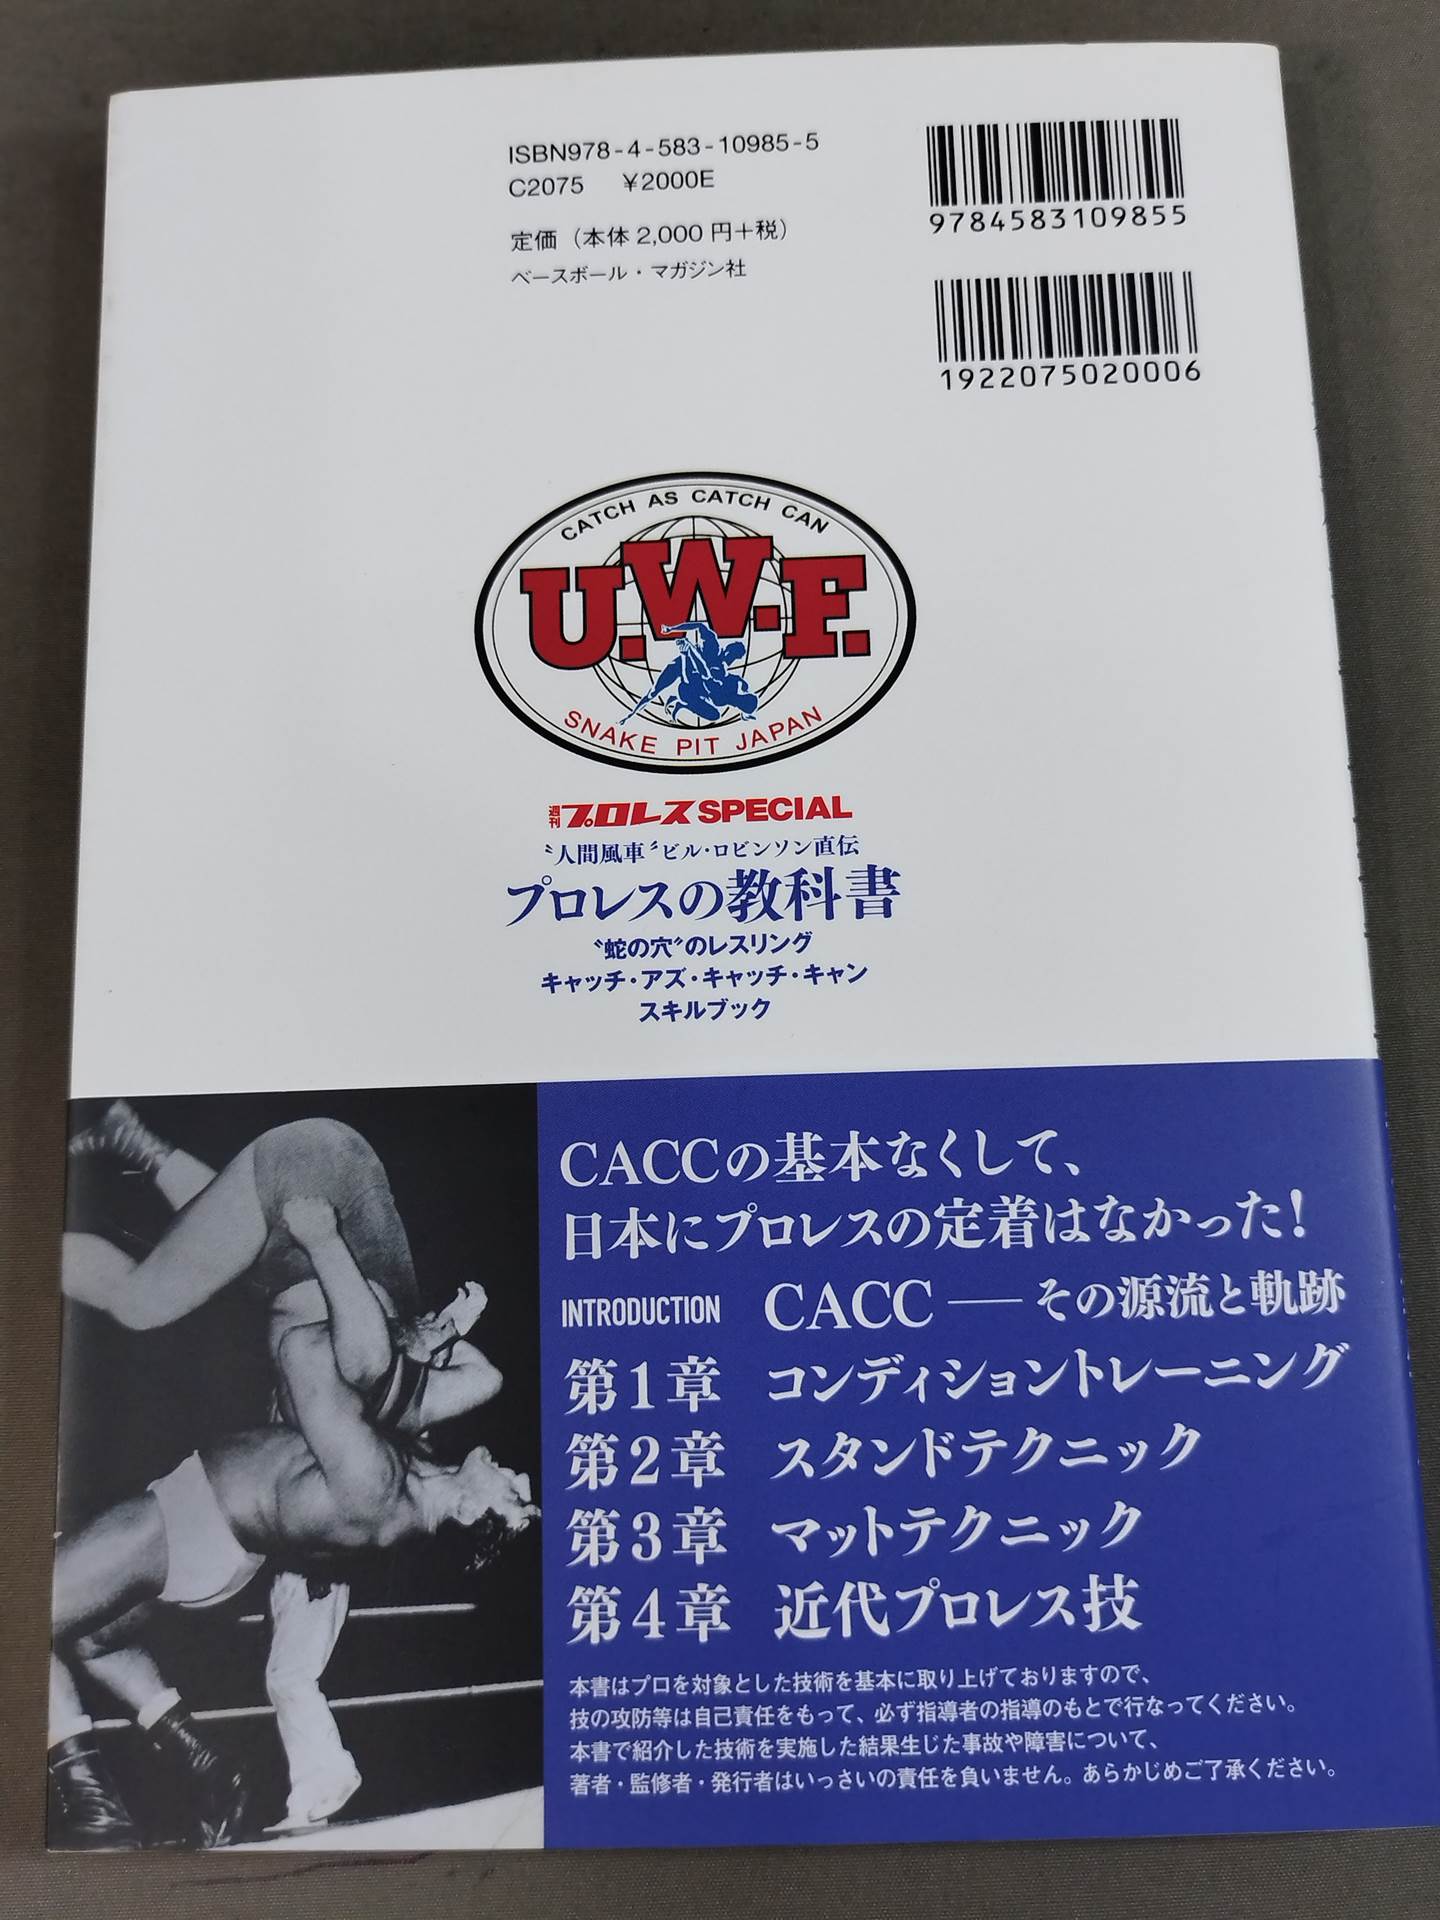 ISBN978-4-583-10985-5
C2075 ¥2000E
定価（本体2,000円+税）
ベースボール・マガジン社
9784583109855
1922075020006
CATCH AS CATCH CAN
U.W.F.
SNAKE PIT JAPAN
週刊プロレスSPECIAL
〝人間風車〞ビル・ロビンソン直伝
プロレスの教科書
〝蛇の穴〞のレスリング
キャッチ・アズ・キャッチ・キャン
スキルブック
CACCの基本なくして、
日本にプロレスの定着はなかった！
INTRODUCTION CACC――その源流と軌跡
第1章 コンディショントレーニング
第2章 スタンドテクニック
第3章 マットテクニック
第4章 近代プロレス技
本書はプロを対象とした技術を基本に取り上げておりますので、
技の攻防等は自己責任をもって、必ず指導者の指導のもとで行なってください。
本書で紹介した技術を実施した結果生じた事故や障害について、
著者・監修者・発行者はいっさいの責任を負いません。あらかじめご了承ください。